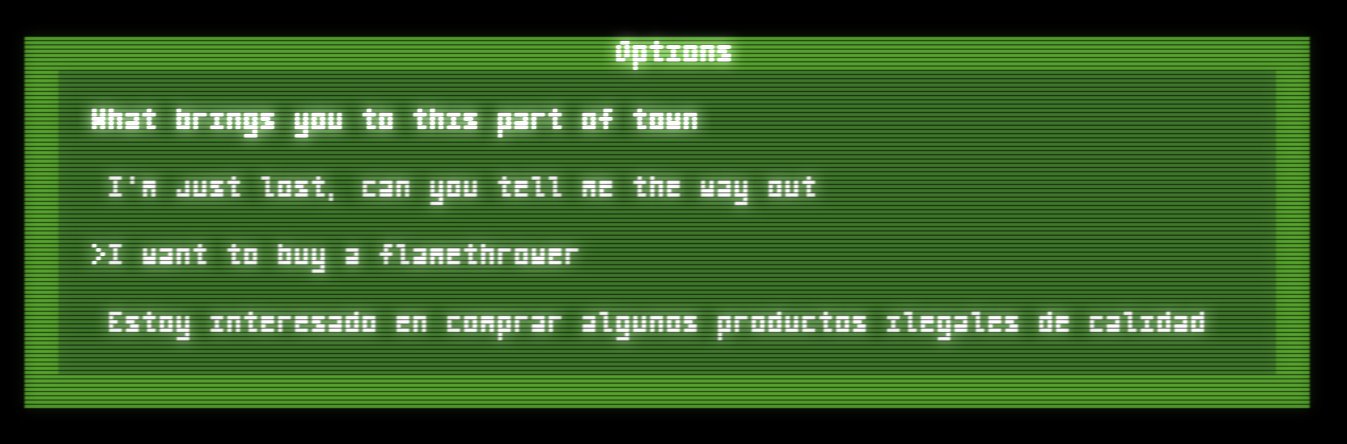 Options
What brings you to this part of town
I'm just lost, can you tell me the way out
>I want to buy a flamethrower
Estoy interesado en comprar algunos productos ilegales de calidad